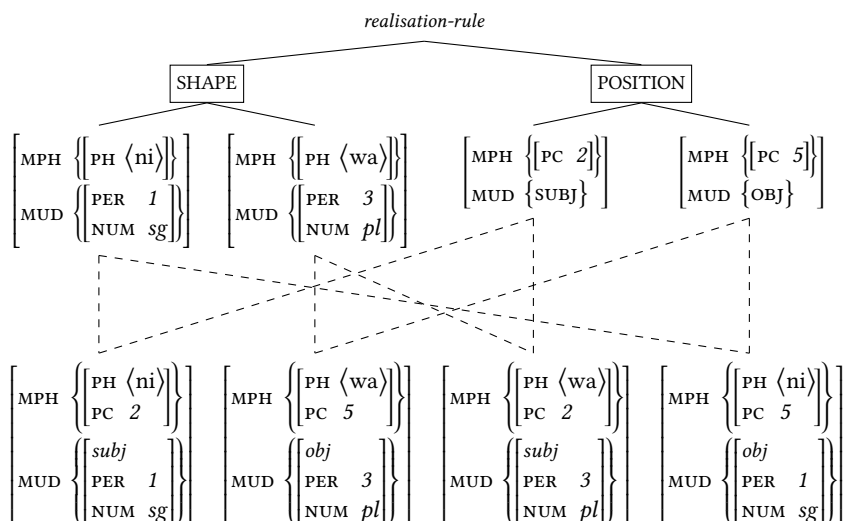 realisation-rule
SHAPE POSITION
MPH {[PH ⟨ni⟩]} MPH {[PH ⟨wa⟩]} MPH {[PC 2]} MPH {[PC 5]}
MUD {[PER 1 MUD {[PER 3 MUD {SUBJ} MUD {OBJ}
NUM sg]} NUM pl]}
MPH {[PH ⟨ni⟩ MPH {[PH ⟨wa⟩ MPH {[PH ⟨wa⟩ MPH {[PH ⟨ni⟩
PC 2]} PC 5]} PC 2]} PC 5]}
subj obj subj obj
MUD {[PER 1 MUD {[PER 3 MUD {[PER 3 MUD {[PER 1
NUM sg]} NUM pl]} NUM pl]} NUM sg]}